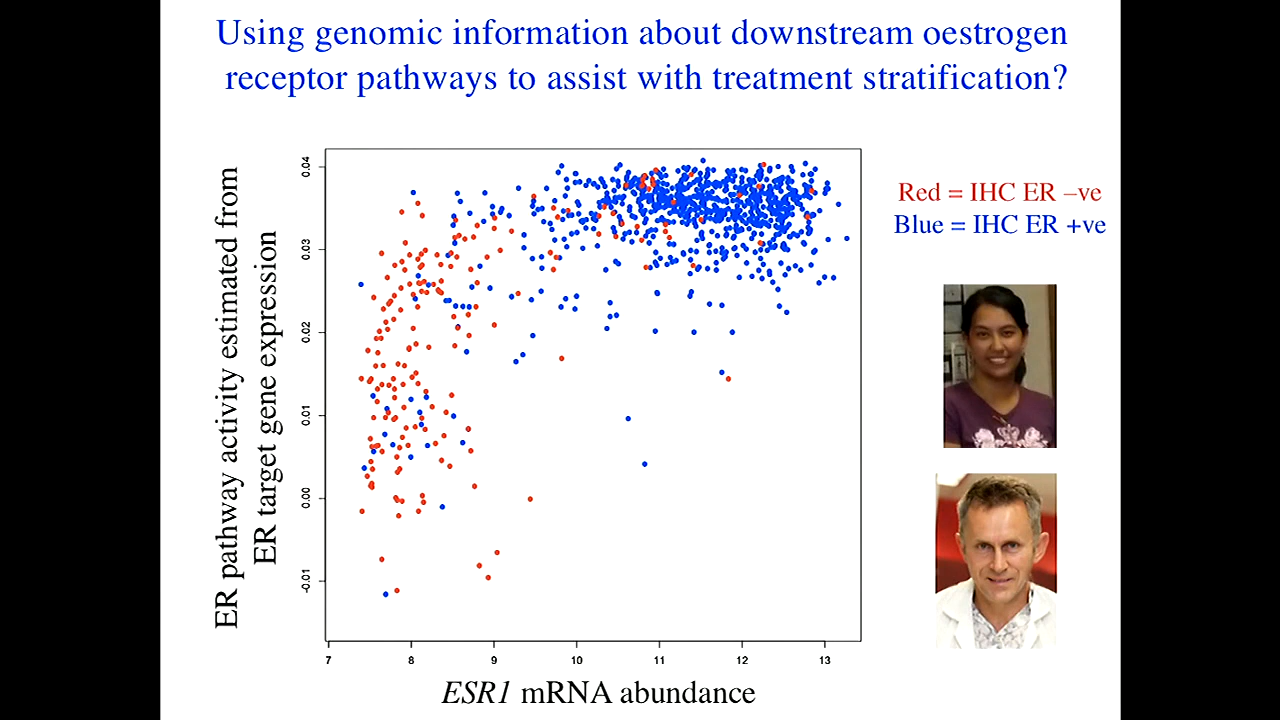 Using genomic information about downstream oestrogen
receptor pathways to assist with treatment stratification?
ER pathway activity estimated from
ER target gene expression
0.04
0.03
0.02
0.01
0.00
-0.01
7 8 9 10 11 12 13
ESR1 mRNA abundance
Red = IHC ER –ve
Blue = IHC ER +ve